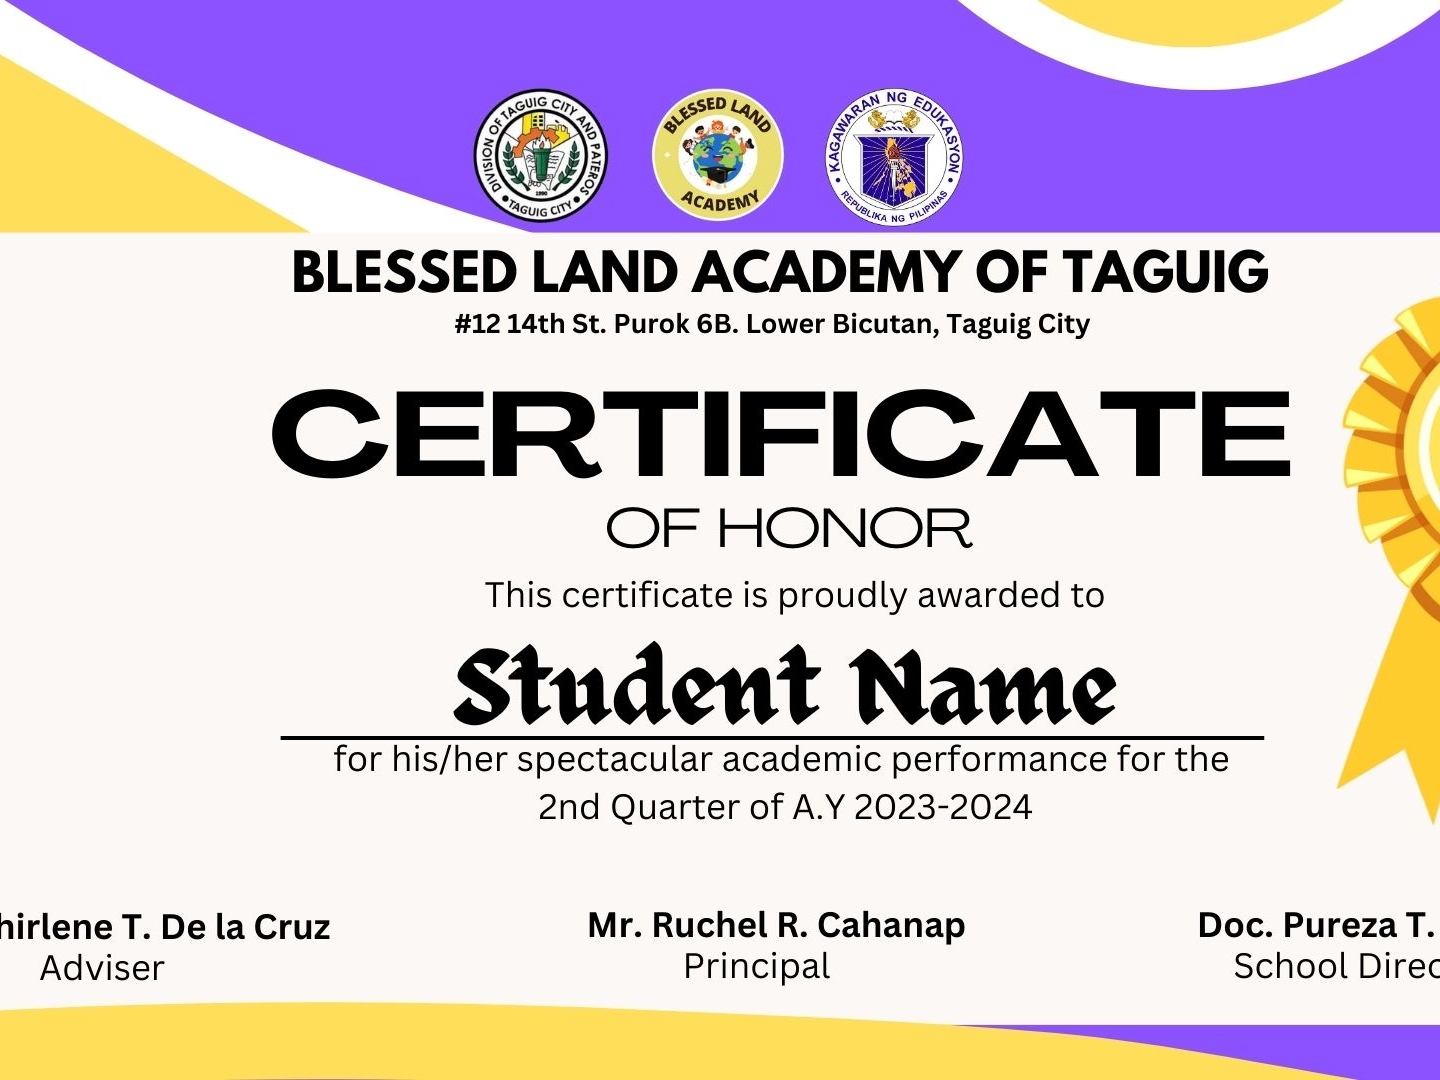 DIVISION OF TAGUIG CITY AND PATEROS
1990
TAGUIG CITY
BLESSED LAND
ACADEMY
KAGAWARAN NG EDUKASYON
REPUBLIKA NG PILIPINAS
BLESSED LAND ACADEMY OF TAGUIG
#12 14th St. Purok 6B. Lower Bicutan, Taguig City
CERTIFICATE
OF HONOR
This certificate is proudly awarded to
Student Name
for his/her spectacular academic performance for the
2nd Quarter of A.Y 2023-2024
hirlene T. De la Cruz
Adviser
Mr. Ruchel R. Cahanap
Principal
Doc. Pureza T.
School Direc